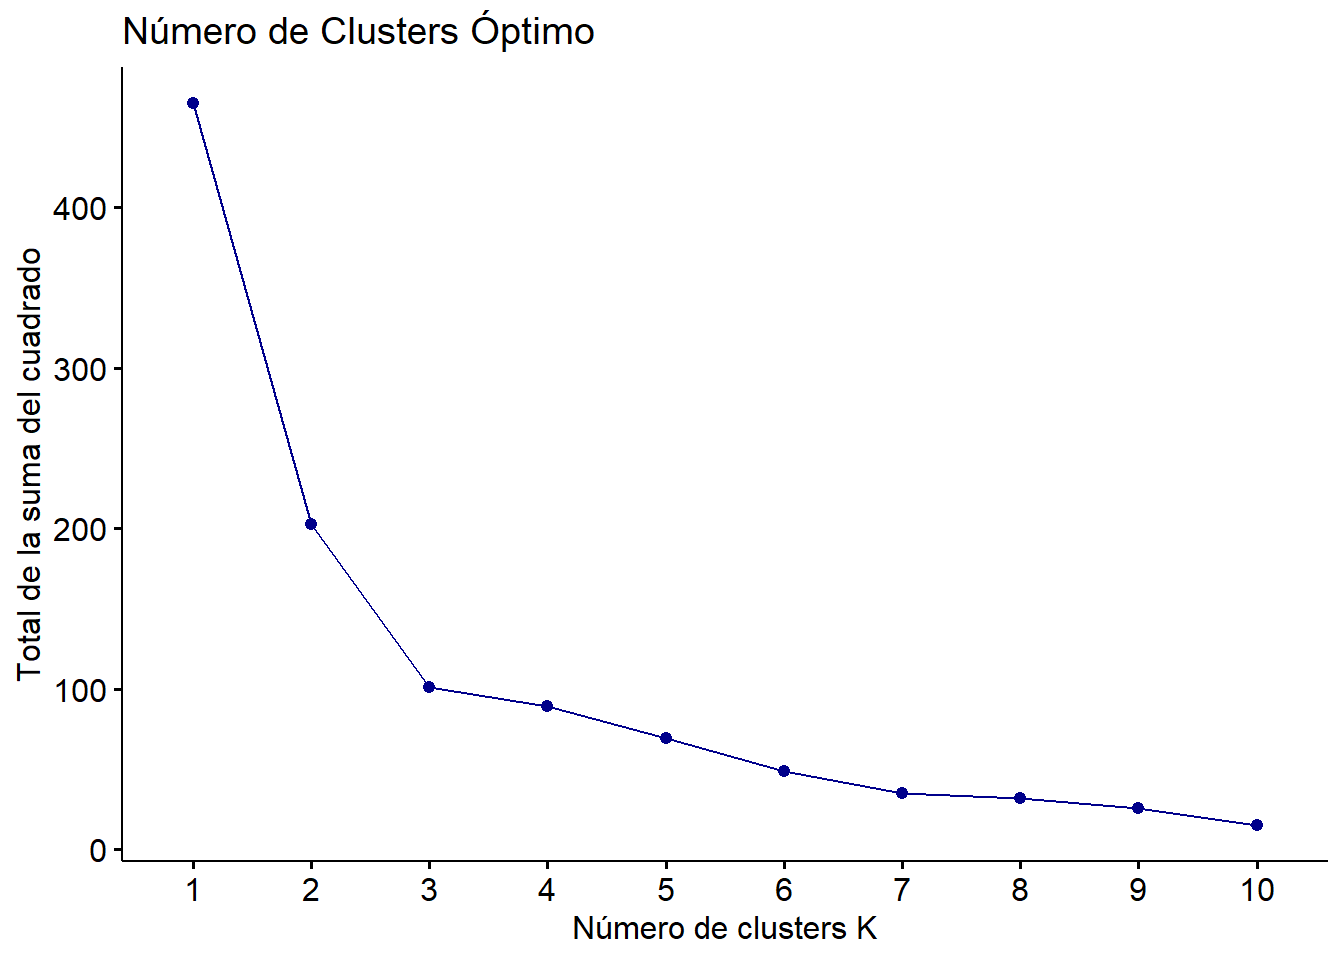 Número de Clusters Óptimo
Total de la suma del cuadrado
400
300
200
100
0
1 2 3 4 5 6 7 8 9 10
Número de clusters K